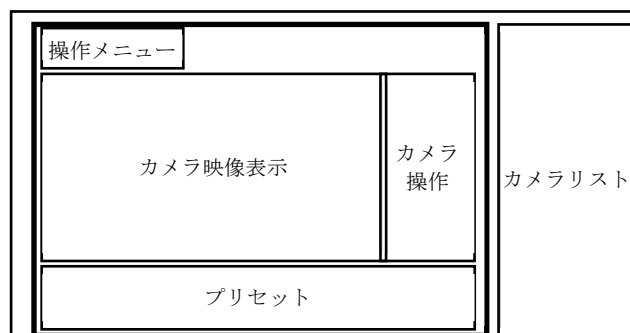 操作メニュー
カメラ映像表示
カメラ
操作
カメラリスト
プリセット